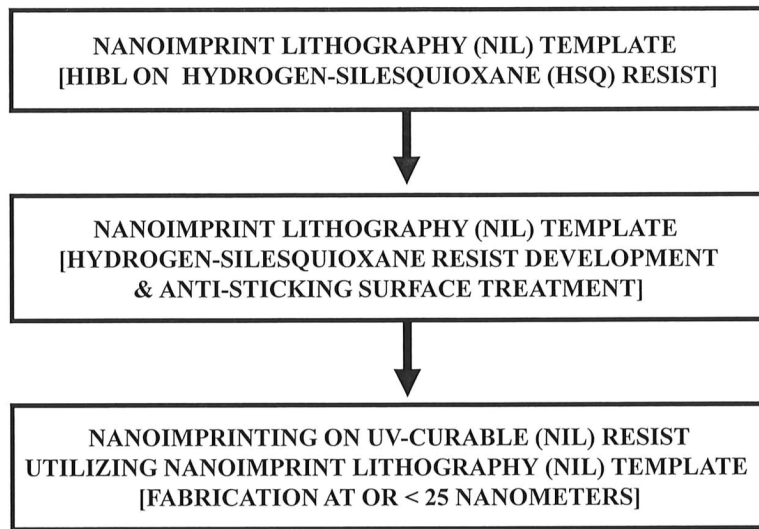 NANOIMPRINT LITHOGRAPHY (NIL) TEMPLATE
[HIBL ON HYDROGEN-SILESQUIOXANE (HSQ) RESIST]
NANOIMPRINT LITHOGRAPHY (NIL) TEMPLATE
[HYDROGEN-SILESQUIOXANE RESIST DEVELOPMENT
& ANTI-STICKING SURFACE TREATMENT]
NANOIMPRINTING ON UV-CURABLE (NIL) RESIST
UTILIZING NANOIMPRINT LITHOGRAPHY (NIL) TEMPLATE
[FABRICATION AT OR < 25 NANOMETERS]